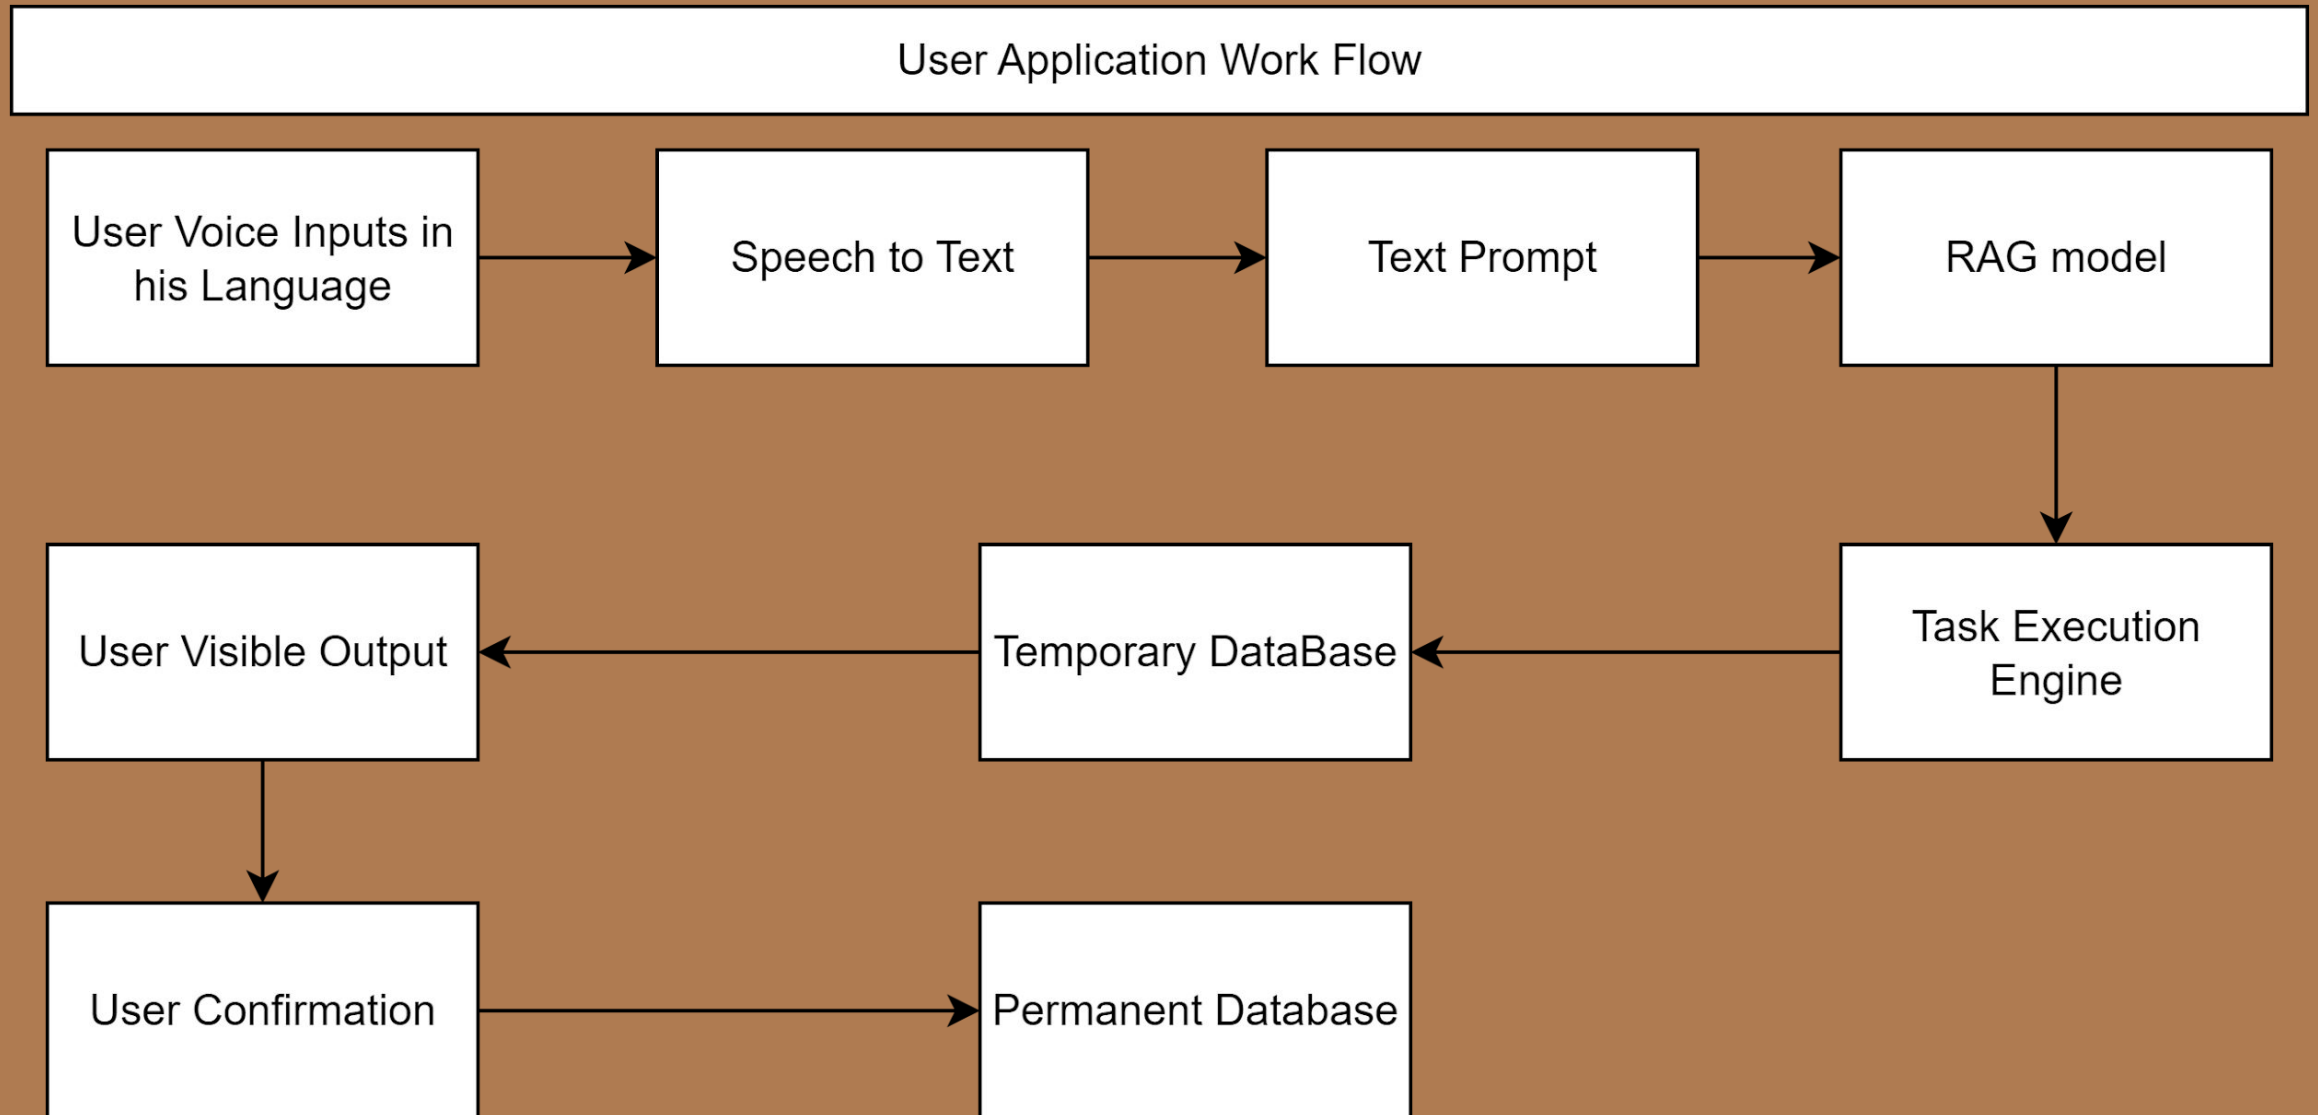 User Application Work Flow
User Voice Inputs in
his Language
Speech to Text
Text Prompt
RAG model
User Visible Output
Temporary DataBase
Task Execution
Engine
User Confirmation
Permanent Database